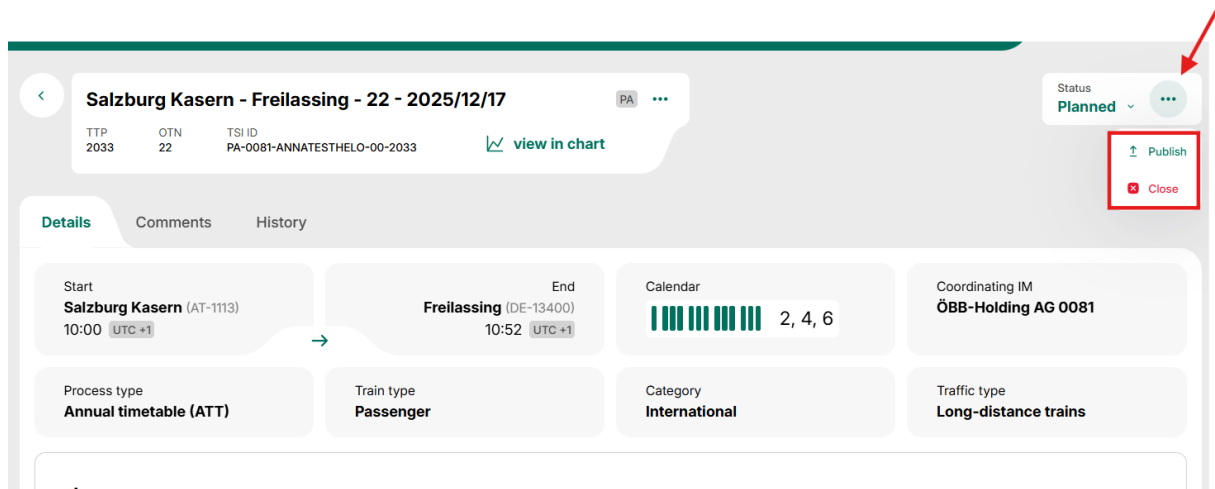 Salzburg Kasern - Freilassing - 22 - 2025/12/17
PA
TTP
2033
OTN
22
TSI ID
PA-0081-ANNATESTHELO-00-2033
view in chart
Status
Planned
Publish
Close
Details
Comments
History
Start
Salzburg Kasern (AT-1113)
10:00 UTC +1
End
Freilassing (DE-13400)
10:52 UTC +1
Calendar
2, 4, 6
Coordinating IM
ÖBB-Holding AG 0081
Process type
Annual timetable (ATT)
Train type
Passenger
Category
International
Traffic type
Long-distance trains